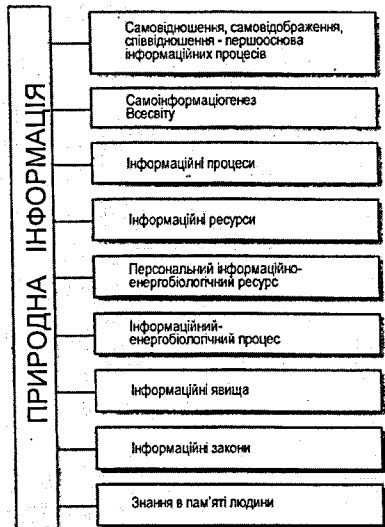 ПРИРОДНА ІНФОРМАЦІЯ
Самовідношення, самовідображення,
співвідношення - першооснова
інформаційних процесів
Самоінформаціогенез
Всесвіту
Інформаційні процеси
Інформаційні ресурси
Персональний інформаційно-
енергобіологічний ресурс
Інформаційний-
енергобіологічний процес
Інформаційні явища
Інформаційні закони
Знання в пам'яті людини